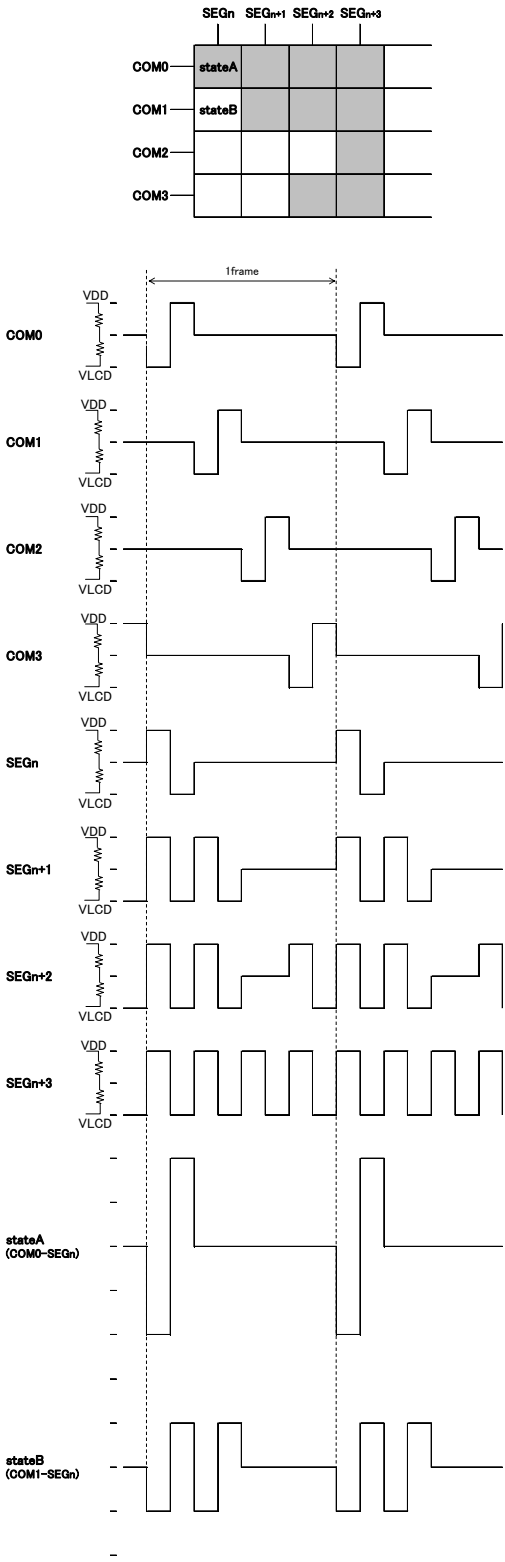 SEGn SEGn+1 SEGn+2 SEGn+3
COM0 stateA
COM1 stateB
COM2
COM3
1frame
VDD
COM0
VLCD
VDD
COM1
VLCD
VDD
COM2
VLCD
VDD
COM3
VLCD
VDD
SEGn
VLCD
VDD
SEGn+1
VLCD
VDD
SEGn+2
VLCD
VDD
SEGn+3
VLCD
stateA
(COM0-SEGn)
stateB
(COM1-SEGn)